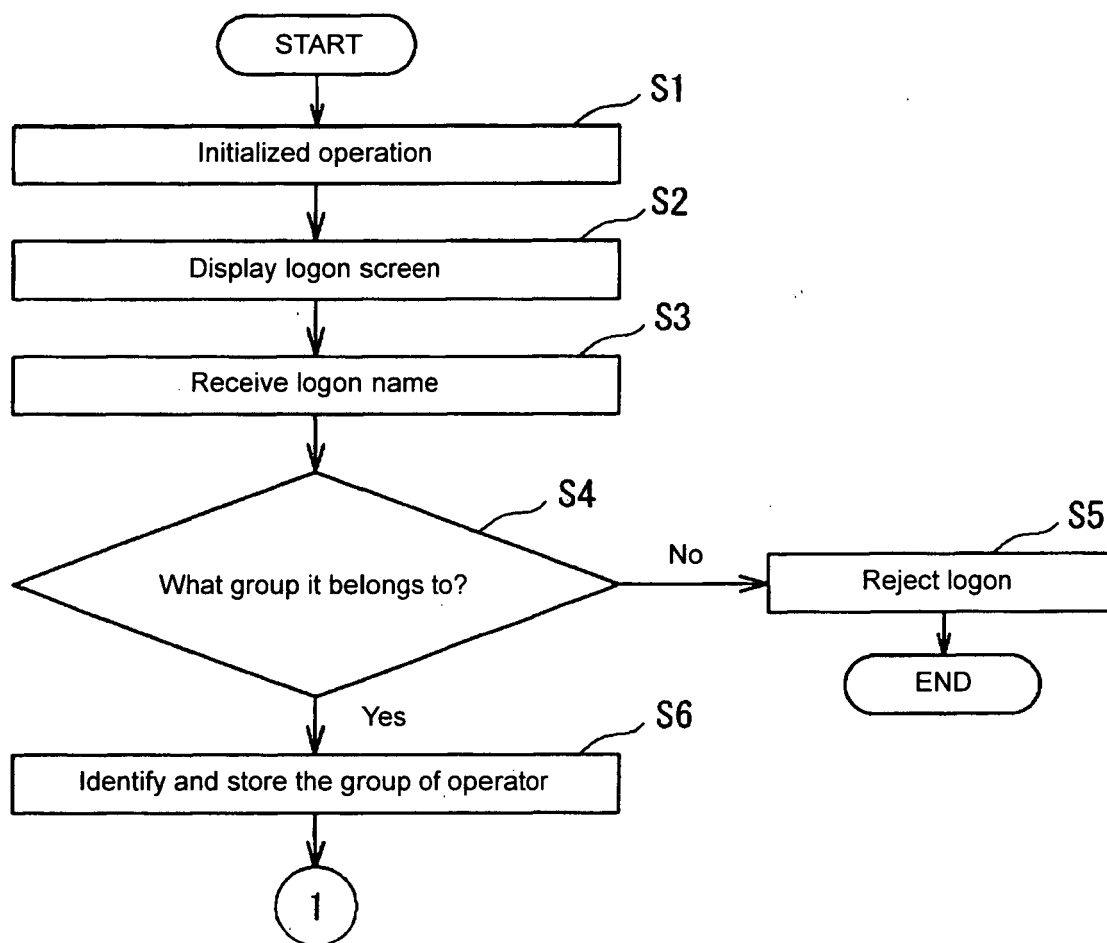 START
S1
Initialized operation
S2
Display logon screen
S3
Receive logon name
S4
What group it belongs to?
No
S5
Reject logon
END
Yes
S6
Identify and store the group of operator
1